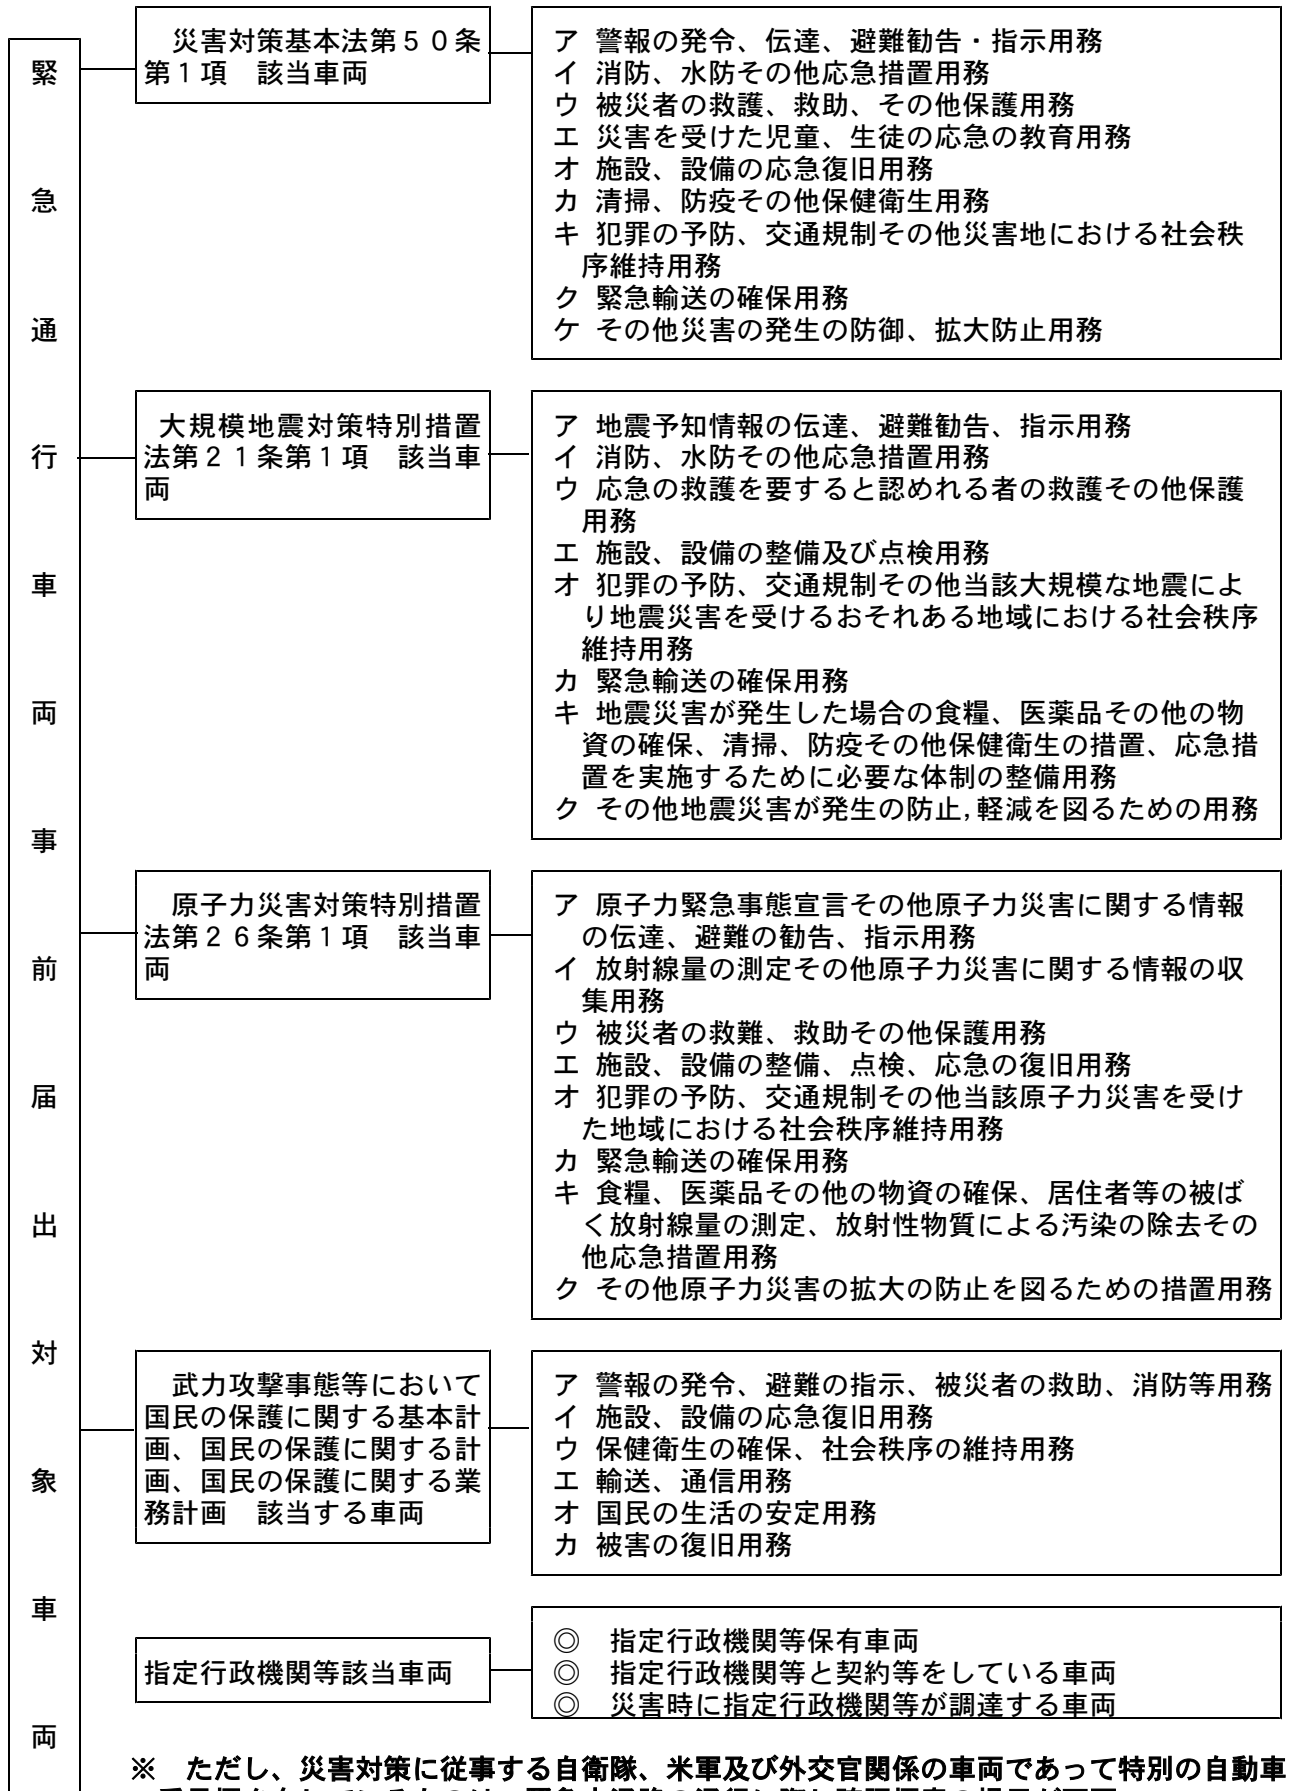 緊急通行車両事前届出対象車両
災害対策基本法第５０条
第１項　該当車両
ア 警報の発令、伝達、避難勧告・指示用務
イ 消防、水防その他応急措置用務
ウ 被災者の救護、救助、その他保護用務
エ 災害を受けた児童、生徒の応急の教育用務
オ 施設、設備の応急復旧用務
カ 清掃、防疫その他保健衛生用務
キ 犯罪の予防、交通規制その他災害地における社会秩
序維持用務
ク 緊急輸送の確保用務
ケ その他災害の発生の防御、拡大防止用務
大規模地震対策特別措置
法第２１条第１項　該当車
両
ア 地震予知情報の伝達、避難勧告、指示用務
イ 消防、水防その他応急措置用務
ウ 応急の救護を要すると認めれる者の救護その他保護
用務
エ 施設、設備の整備及び点検用務
オ 犯罪の予防、交通規制その他当該大規模な地震によ
り地震災害を受けるおそれある地域における社会秩序
維持用務
カ 緊急輸送の確保用務
キ 地震災害が発生した場合の食糧、医薬品その他の物
資の確保、清掃、防疫その他保健衛生の措置、応急措
置を実施するために必要な体制の整備用務
ク その他地震災害が発生の防止,軽減を図るための用務
原子力災害対策特別措置
法第２６条第１項　該当車
両
ア 原子力緊急事態宣言その他原子力災害に関する情報
の伝達、避難の勧告、指示用務
イ 放射線量の測定その他原子力災害に関する情報の収
集用務
ウ 被災者の救難、救助その他保護用務
エ 施設、設備の整備、点検、応急の復旧用務
オ 犯罪の予防、交通規制その他当該原子力災害を受け
た地域における社会秩序維持用務
カ 緊急輸送の確保用務
キ 食糧、医薬品その他の物資の確保、居住者等の被ば
く放射線量の測定、放射性物質による汚染の除去その
他応急措置用務
ク その他原子力災害の拡大の防止を図るための措置用務
武力攻撃事態等において
国民の保護に関する基本計
画、国民の保護に関する計
画、国民の保護に関する業
務計画　該当する車両
ア 警報の発令、避難の指示、被災者の救助、消防等用務
イ 施設、設備の応急復旧用務
ウ 保健衛生の確保、社会秩序の維持用務
エ 輸送、通信用務
オ 国民の生活の安定用務
カ 被害の復旧用務
指定行政機関等該当車両
◎　指定行政機関等保有車両
◎　指定行政機関等と契約等をしている車両
◎　災害時に指定行政機関等が調達する車両
※　ただし、災害対策に従事する自衛隊、米軍及び外交官関係の車両であって特別の自動車